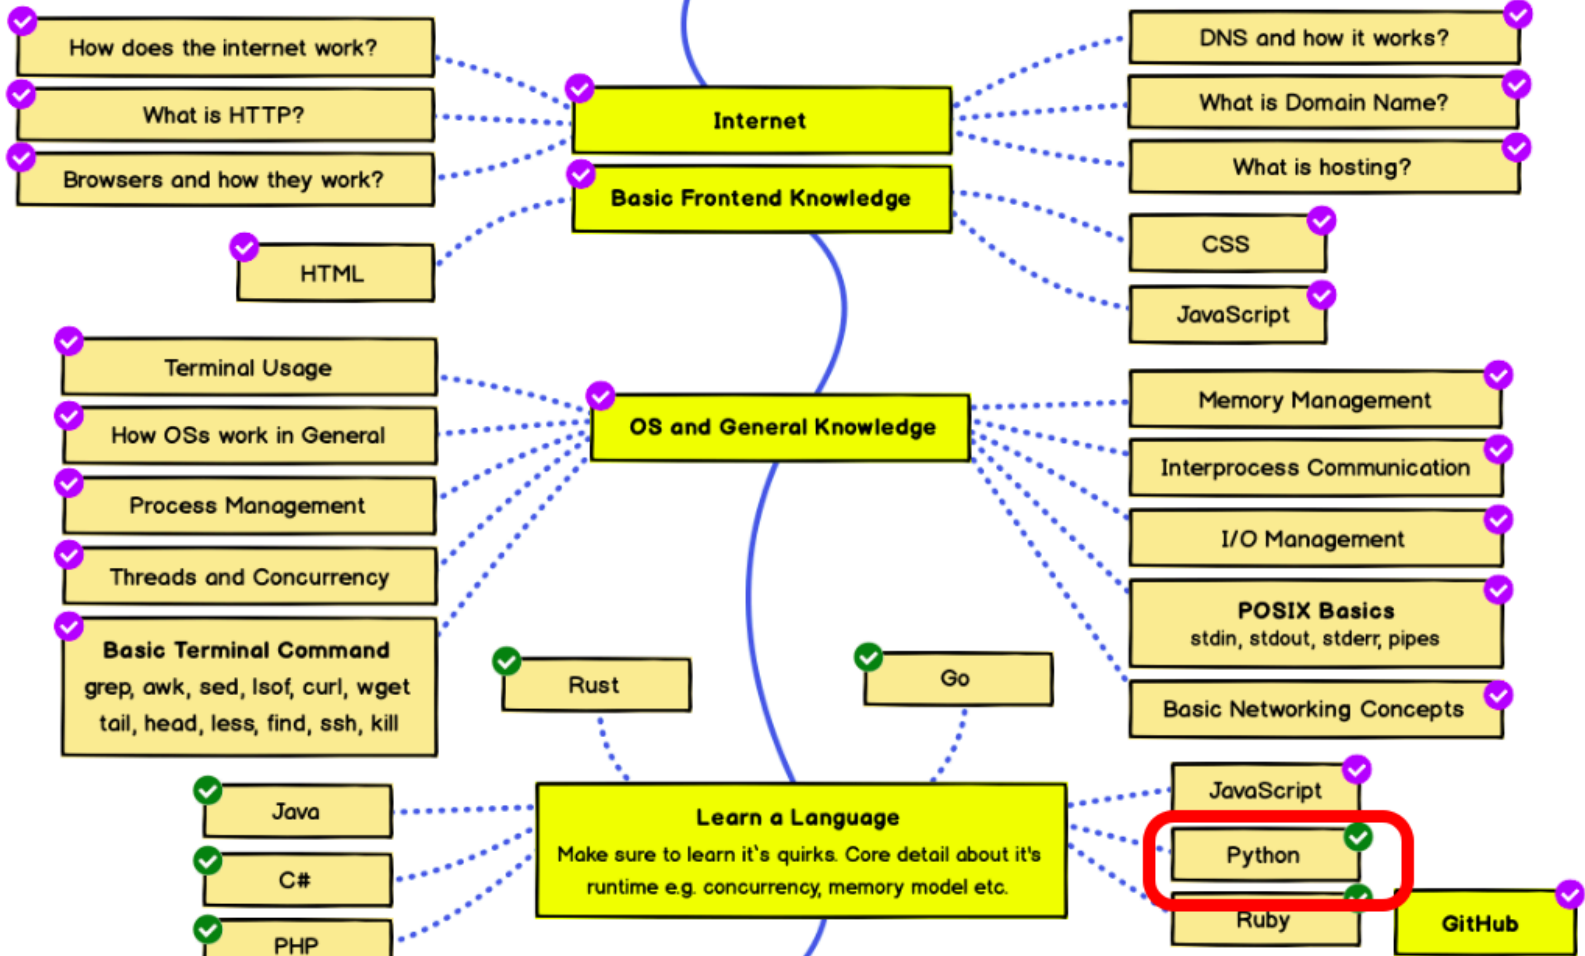 How does the internet work?
What is HTTP?
Browsers and how they work?
Internet
DNS and how it works?
What is Domain Name?
What is hosting?
Basic Frontend Knowledge
HTML
CSS
JavaScript
Terminal Usage
How OSs work in General
Process Management
Threads and Concurrency
Basic Terminal Command
grep, awk, sed, lsof, curl, wget
tail, head, less, find, ssh, kill
OS and General Knowledge
Memory Management
Interprocess Communication
I/O Management
POSIX Basics
stdin, stdout, stderr, pipes
Basic Networking Concepts
Rust
Go
Java
C#
PHP
Learn a Language
Make sure to learn it`s quirks. Core detail about it's
runtime e.g. concurrency, memory model etc.
JavaScript
Python
Ruby
GitHub